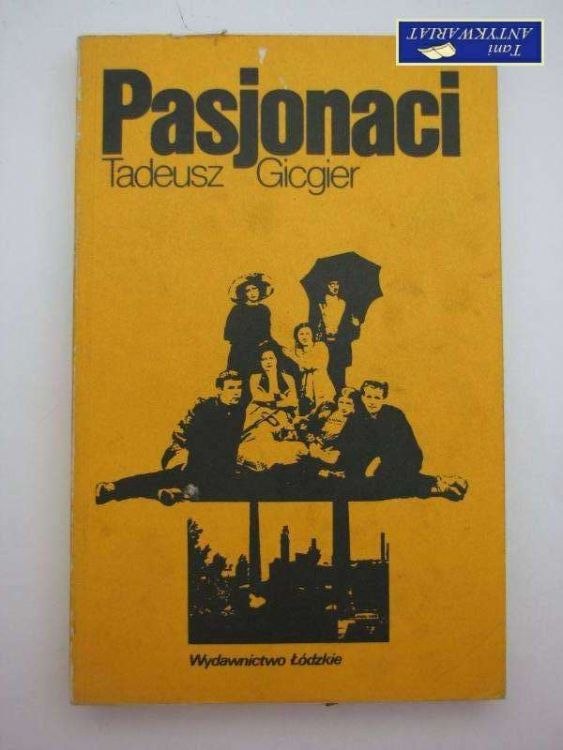 Tani
ANTYKWARIAT
Pasjonaci
Tadeusz Gicgier
Wydawnictwo Łódzkie